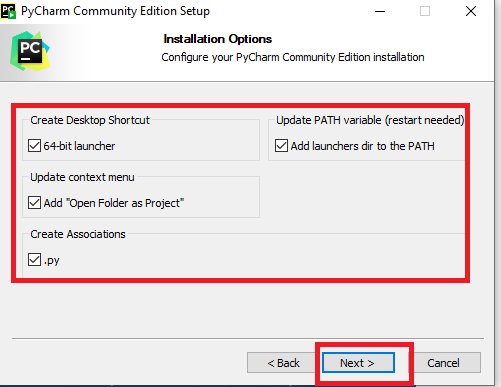 PyCharm Community Edition Setup
Installation Options
Configure your PyCharm Community Edition installation
PC
Create Desktop Shortcut
64-bit launcher
Update PATH variable (restart needed)
Add launchers dir to the PATH
Update context menu
Add "Open Folder as Project"
Create Associations
.py
< Back
Next >
Cancel